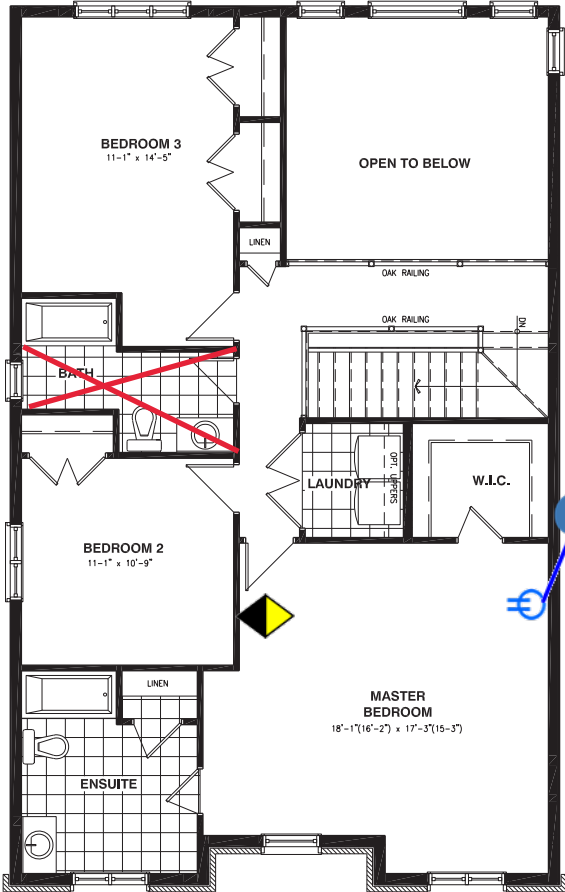 BEDROOM 3
11'-1" x 14'-5"
OPEN TO BELOW
LINEN
OAK RAILING
OAK RAILING
DN
BATH
LAUNDRY
OPT. UPPERS
W.I.C.
BEDROOM 2
11'-1" x 10'-9"
LINEN
MASTER
BEDROOM
18'-1"(16'-2") x 17'-3"(15-3")
ENSUITE